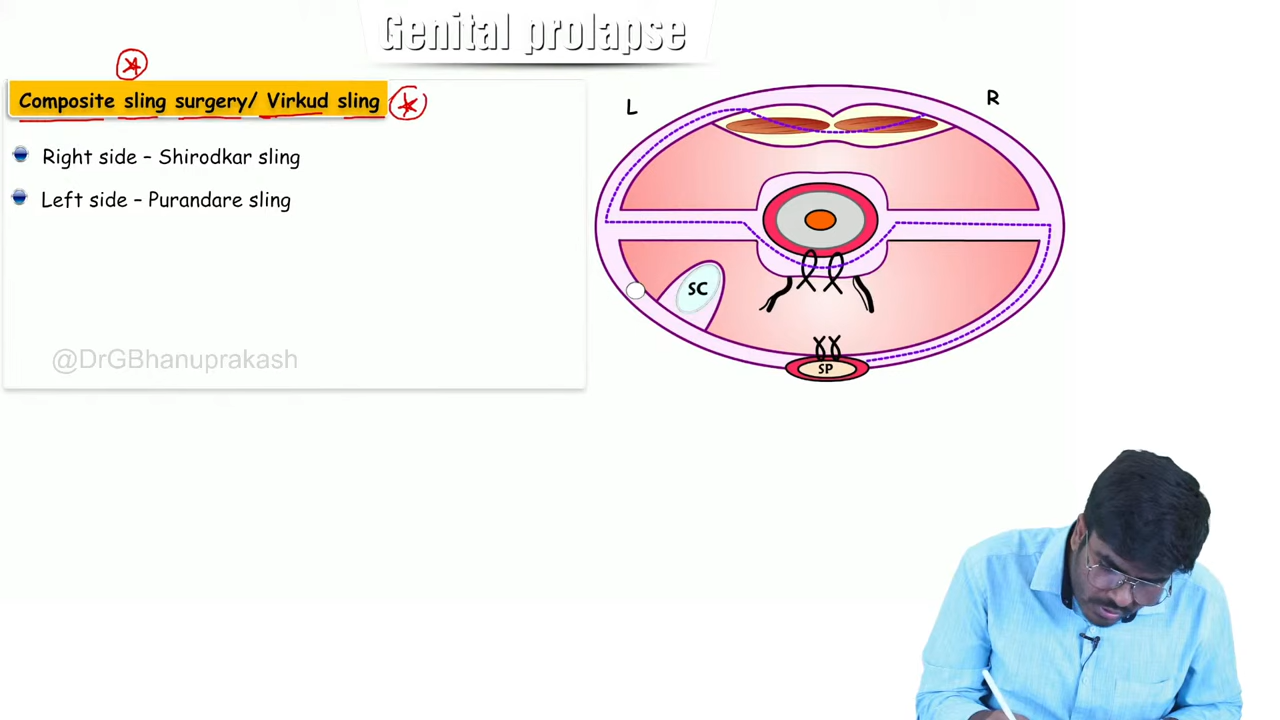 Genital prolapse
Composite sling surgery/ Virkud sling
Right side – Shirodkar sling
Left side – Purandare sling
@DrGBhanuprakash
L
R
SC
SP